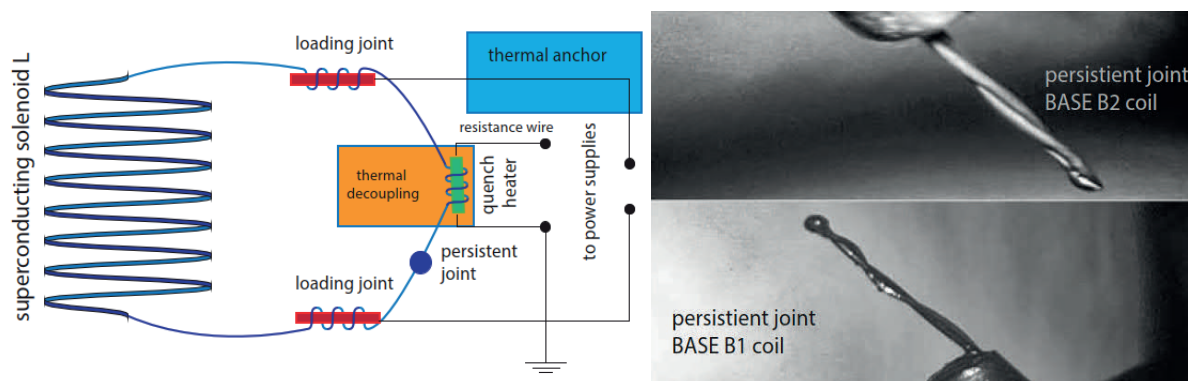 superconducting solenoid L
loading joint
thermal anchor
resistance wire
thermal
decoupling
quench
heater
to power supplies
persistent
joint
loading joint
persistient joint
BASE B2 coil
persistient joint
BASE B1 coil